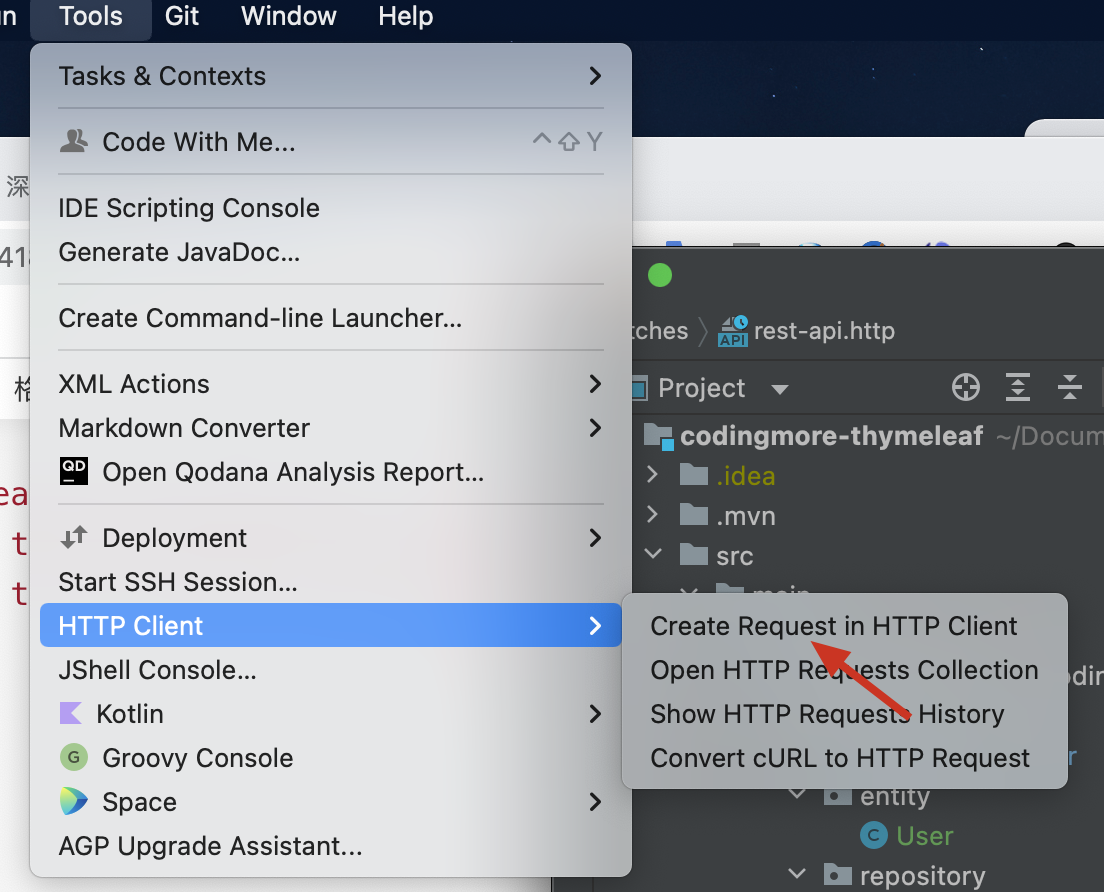 Tools Git Window Help
Tasks & Contexts
Code With Me... ^⇧Y
IDE Scripting Console
Generate JavaDoc...
Create Command-line Launcher...
XML Actions
Markdown Converter
QD Open Qodana Analysis Report...
Deployment
Start SSH Session...
HTTP Client
JShell Console...
Kotlin
G Groovy Console
Space
AGP Upgrade Assistant...
Create Request in HTTP Client
Open HTTP Requests Collection
Show HTTP Requests History
Convert cURL to HTTP Request
深
418
格
ea
t
t
tches API rest-api.http
Project
codingmore-thymeleaf ~/Docum
.idea
.mvn
src
main
odin
r
entity
C User
repository